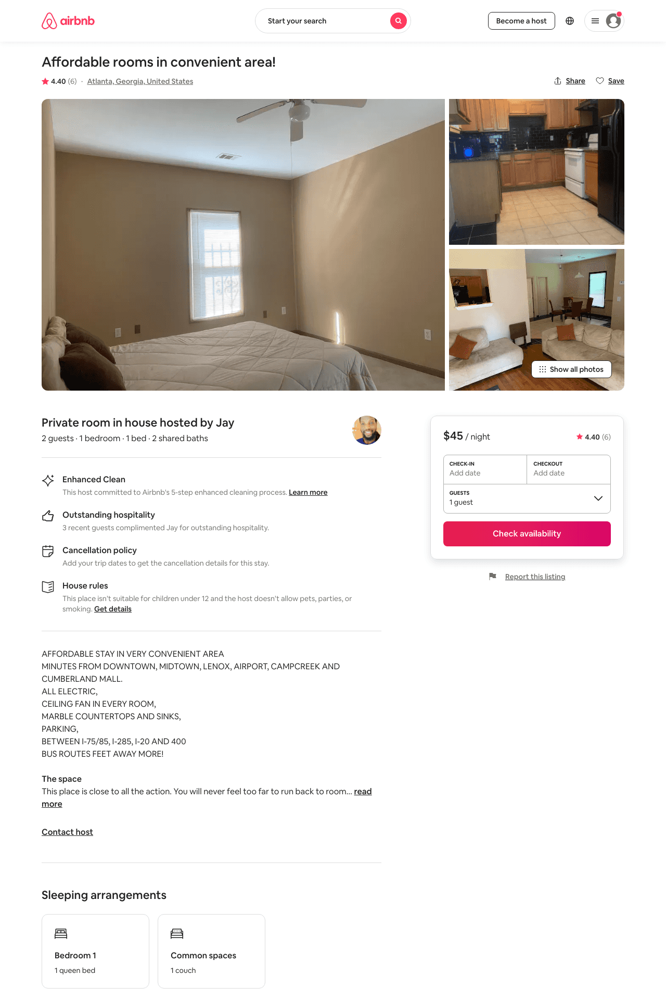 airbnb
Start your search
Become a host
Affordable rooms in convenient area!
4.40 (6) · Atlanta, Georgia, United States
Share
Save
Show all photos
Private room in house hosted by Jay
2 guests · 1 bedroom · 1 bed · 2 shared baths
Enhanced Clean
This host committed to Airbnb's 5-step enhanced cleaning process. Learn more
Outstanding hospitality
3 recent guests complimented Jay for outstanding hospitality.
Cancellation policy
Add your trip dates to get the cancellation details for this stay.
House rules
This place isn’t suitable for children under 12 and the host doesn’t allow pets, parties, or
smoking. Get details
$45 / night
4.40 (6)
CHECK-IN
Add date
CHECKOUT
Add date
GUESTS
1 guest
Check availability
Report this listing
AFFORDABLE STAY IN VERY CONVENIENT AREA
MINUTES FROM DOWNTOWN, MIDTOWN, LENOX, AIRPORT, CAMPCREEK AND
CUMBERLAND MALL.
ALL ELECTRIC,
CEILING FAN IN EVERY ROOM,
MARBLE COUNTERTOPS AND SINKS,
PARKING,
BETWEEN I-75/85, I-285, I-20 AND 400
BUS ROUTES FEET AWAY MORE!
The space
This place is close to all the action. You will never feel too far to run back to room... read
more
Contact host
Sleeping arrangements
Bedroom 1
1 queen bed
Common spaces
1 couch